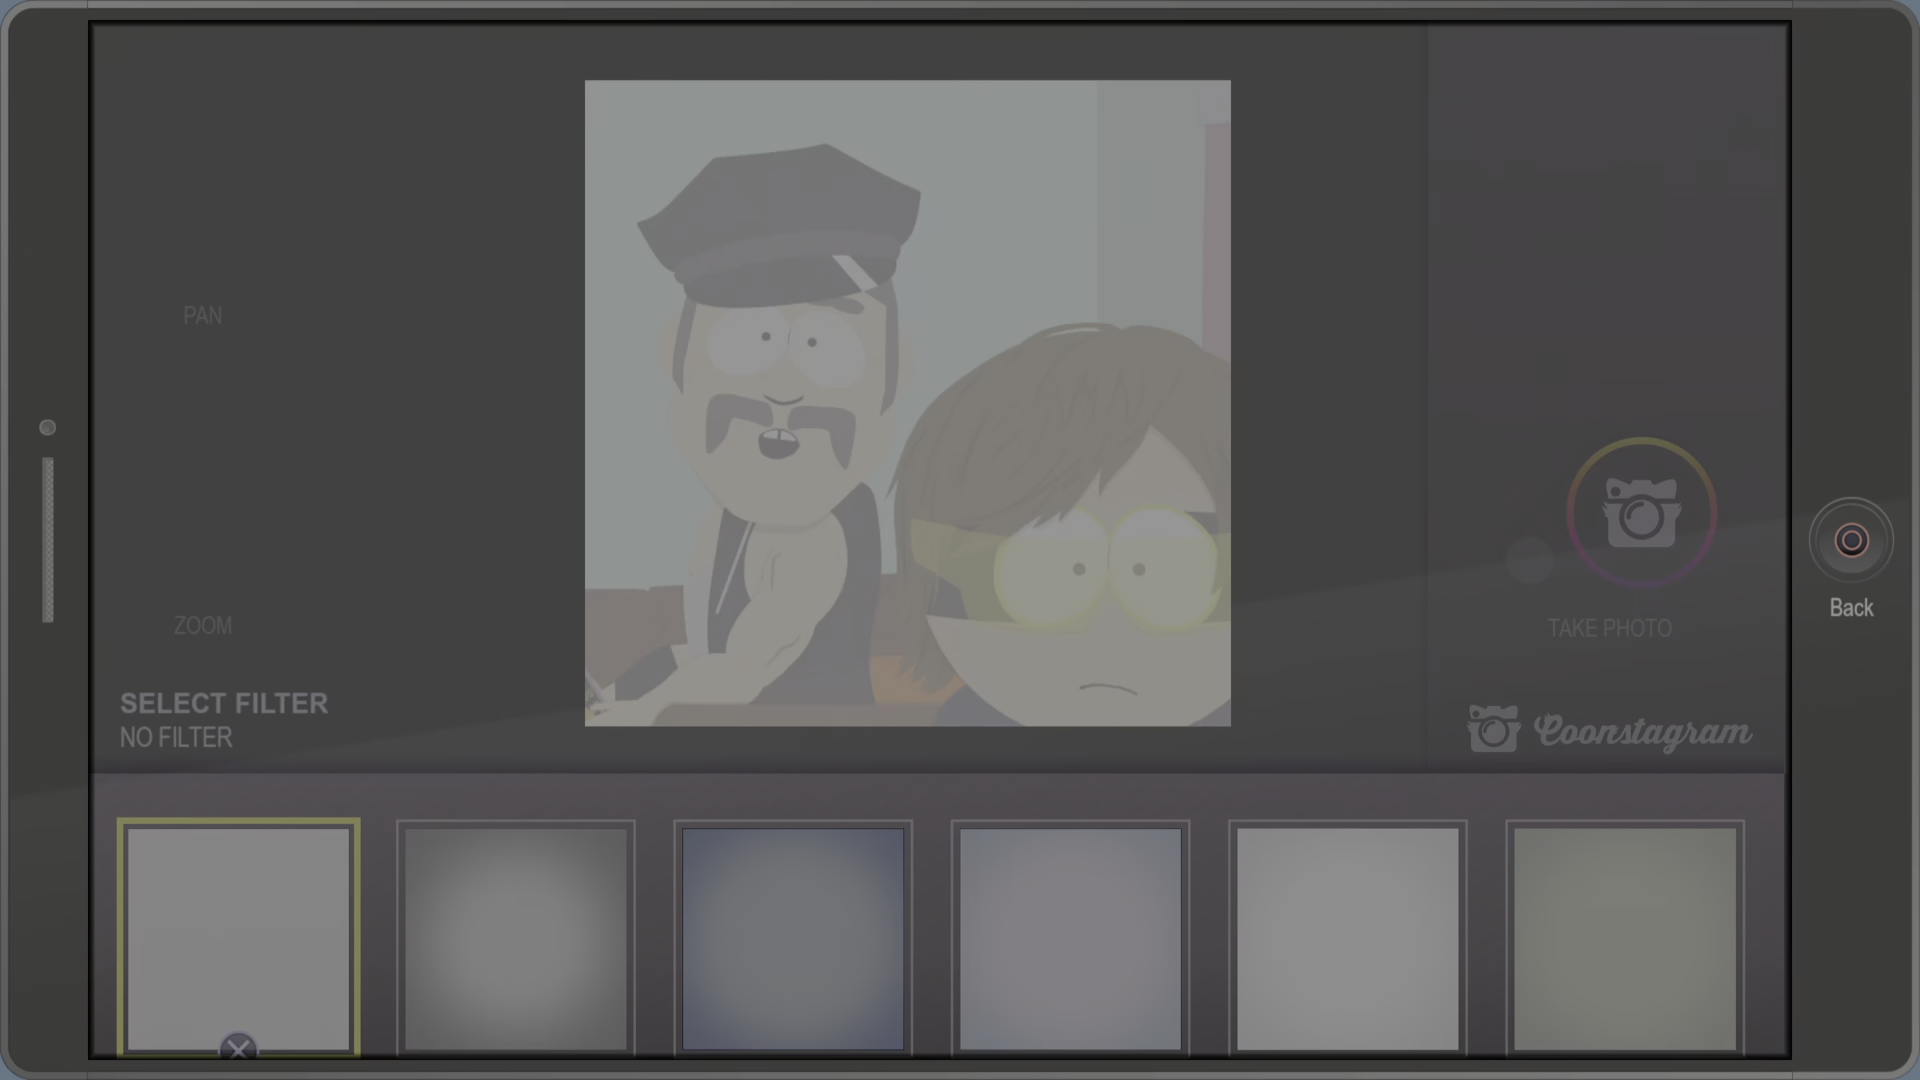 PAN
ZOOM
SELECT FILTER
NO FILTER
TAKE PHOTO
Coonstagram
Back